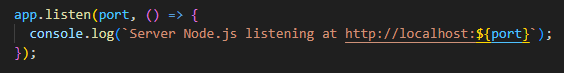 app.listen(port, () => {
  console.log(`Server Node.js listening at http://localhost:${port}`);
});